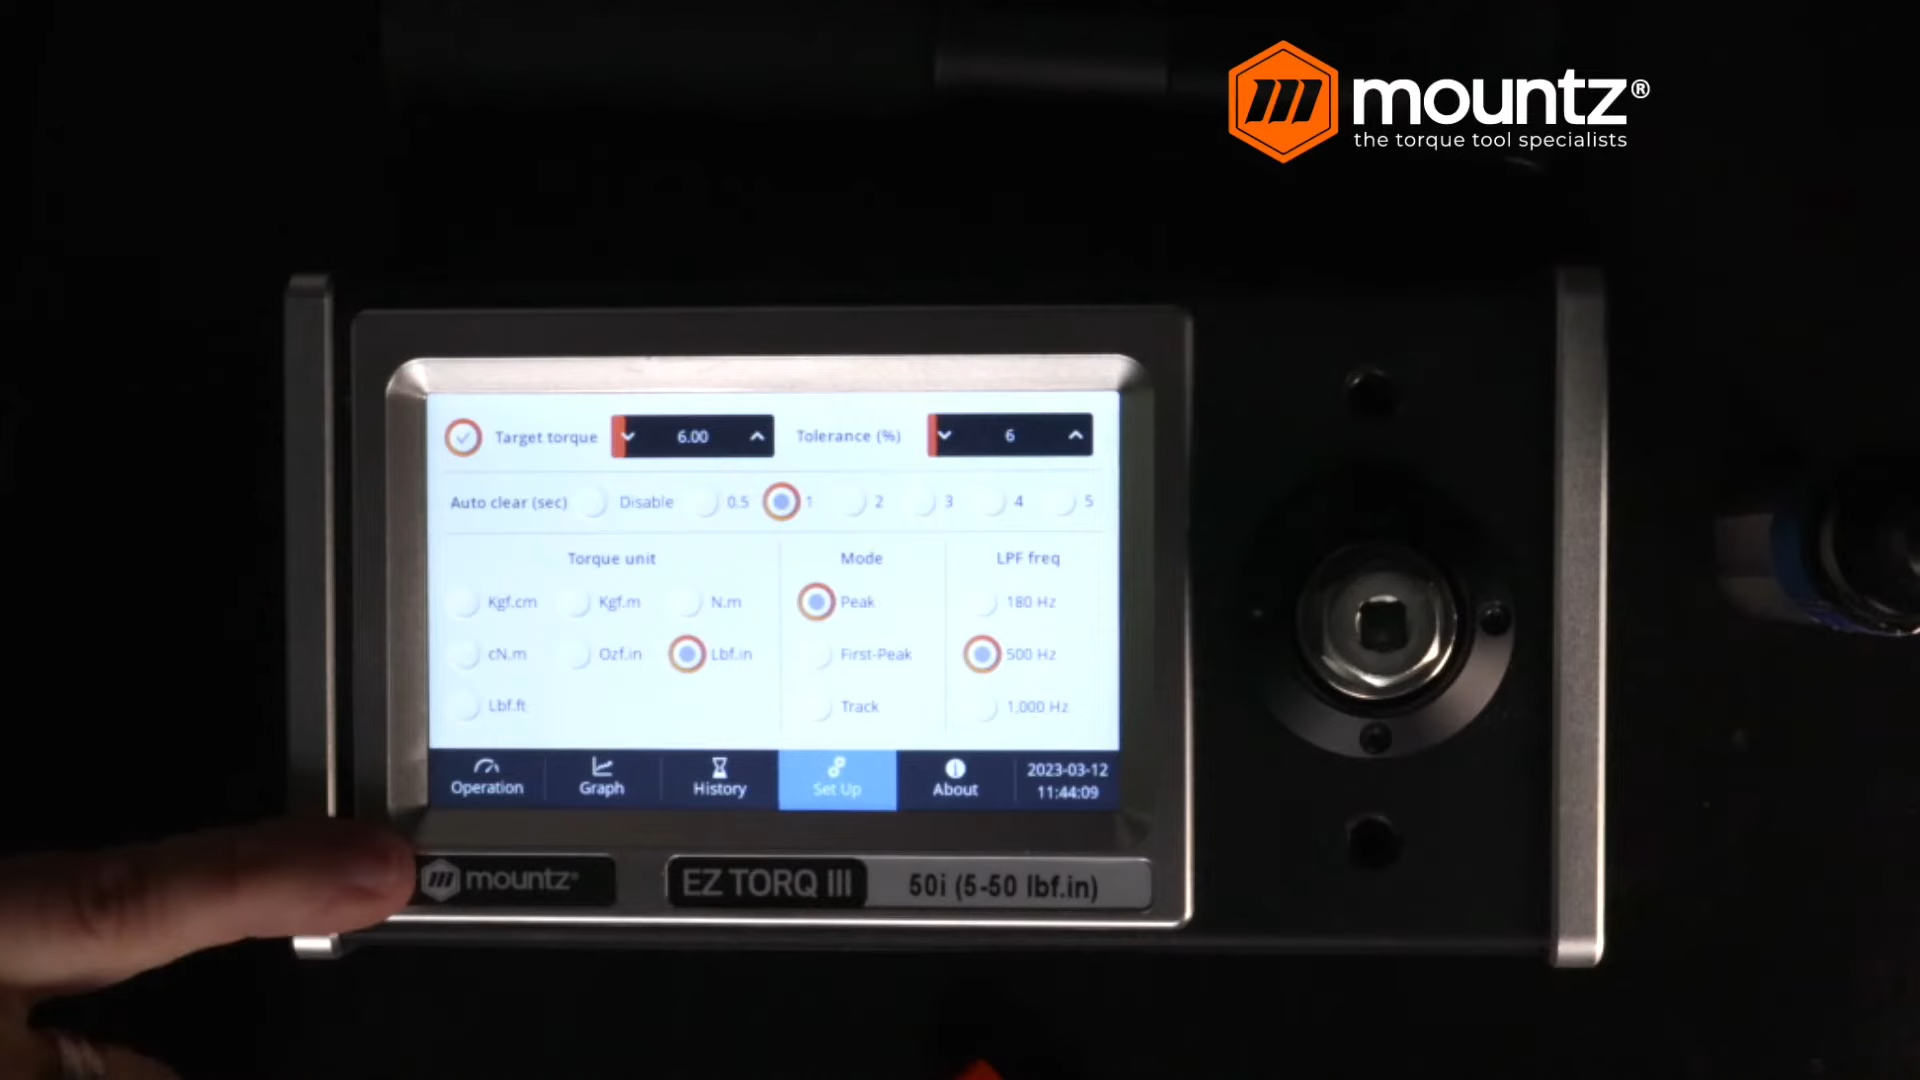 mountz®
the torque tool specialists
Target torque 6.00 Tolerance (%) 6
Auto clear (sec) Disable 0.5 1 2 3 4 5
Torque unit Mode LPF freq
Kgf.cm Kgf.m N.m Peak 180 Hz
cN.m Ozf.in Lbf.in First-Peak 500 Hz
Lbf.ft Track 1,000 Hz
Operation Graph History Set Up About 2023-03-12
11:44:09
mountz® EZ TORQ III 50i (5-50 lbf.in)